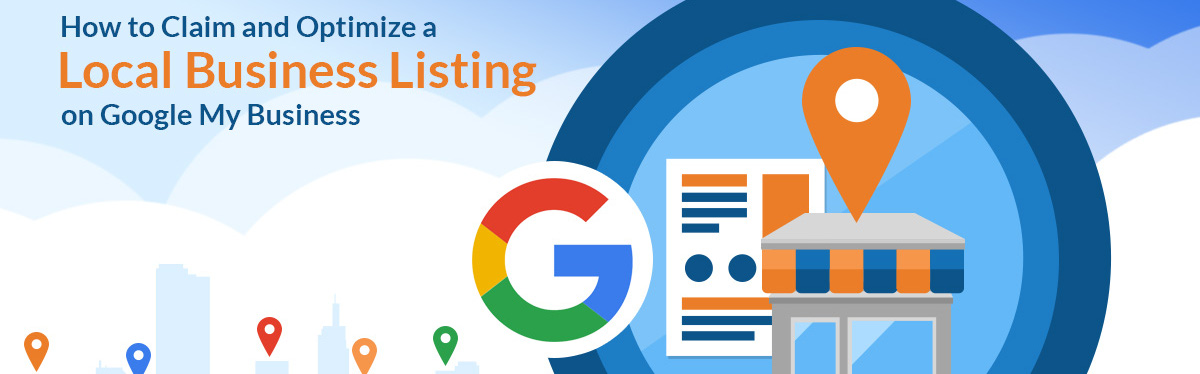 How to Claim and Optimize a
Local Business Listing
on Google My Business
G